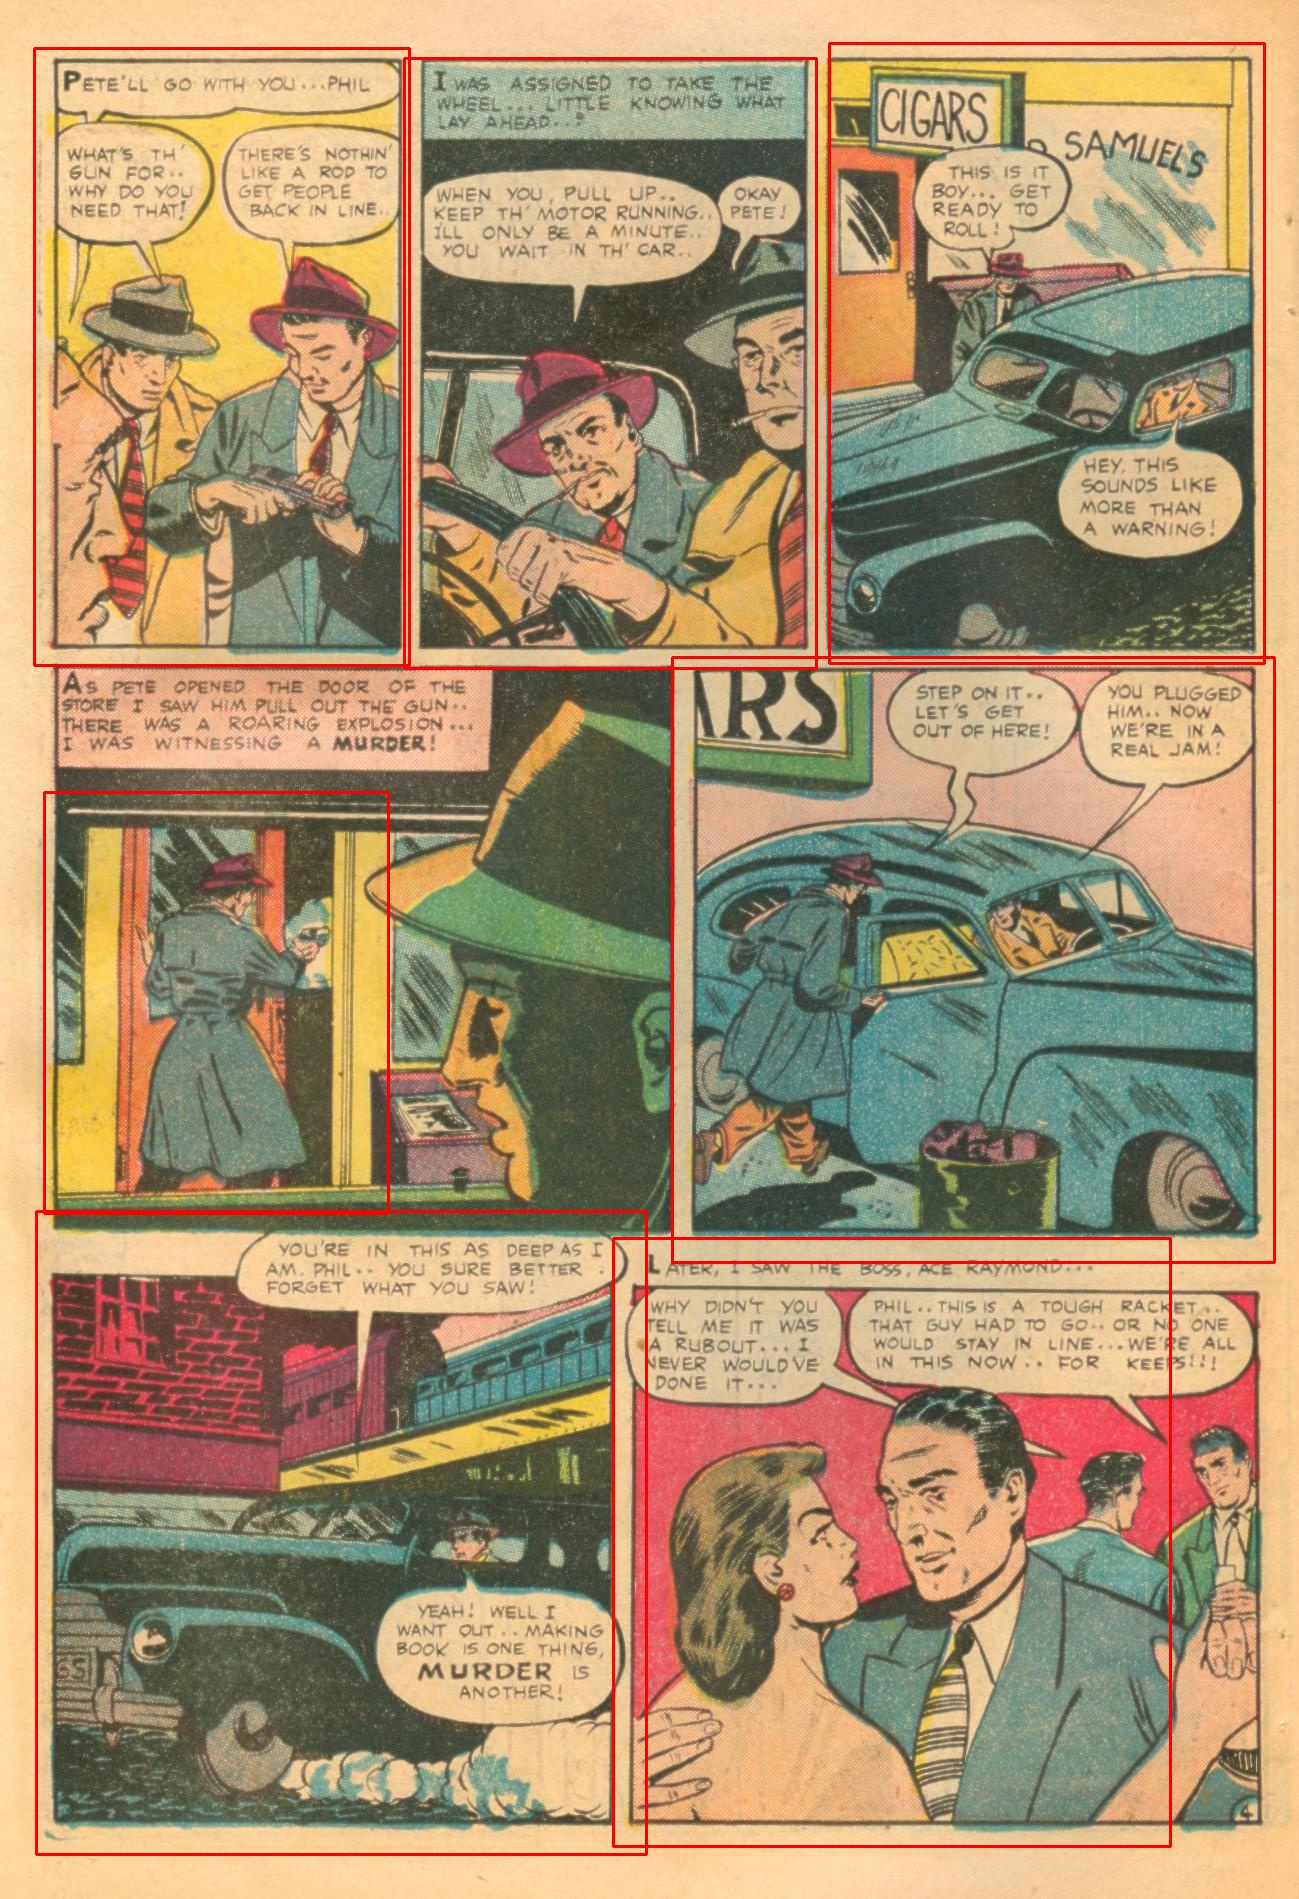 PETE'LL GO WITH YOU...PHIL
WHAT'S TH'
GUN FOR..
WHY DO YOU
NEED THAT!
THERE'S NOTHIN'
LIKE A ROD TO
GET PEOPLE
BACK IN LINE..
I WAS ASSIGNED TO TAKE THE
WHEEL... LITTLE KNOWING WHAT
LAY AHEAD..?
WHEN YOU PULL UP..
KEEP TH' MOTOR RUNNING..
I'LL ONLY BE A MINUTE..
YOU WAIT IN TH' CAR..
OKAY
PETE!
CIGARS
SAMUELS
THIS IS IT
BOY... GET
READY TO
ROLL!
HEY, THIS
SOUNDS LIKE
MORE THAN
A WARNING!
AS PETE OPENED THE DOOR OF THE
STORE I SAW HIM PULL OUT THE GUN..
THERE WAS A ROARING EXPLOSION...
I WAS WITNESSING A MURDER!
ARS
STEP ON IT..
LET'S GET
OUT OF HERE!
YOU PLUGGED
HIM.. NOW
WE'RE IN A
REAL JAM!
YOU'RE IN THIS AS DEEP AS I
AM, PHIL.. YOU SURE BETTER
FORGET WHAT YOU SAW!
YEAH! WELL I
WANT OUT.. MAKING
BOOK IS ONE THING,
MURDER IS
ANOTHER!
LATER, I SAW THE BOSS, ACE RAYMOND...
WHY DIDN'T YOU
TELL ME IT WAS
A RUBOUT... I
NEVER WOULD'VE
DONE IT...
PHIL..THIS IS A TOUGH RACKET..
THAT GUY HAD TO GO.. OR NO ONE
WOULD STAY IN LINE...WE'RE ALL
IN THIS NOW.. FOR KEEPS!!!
4